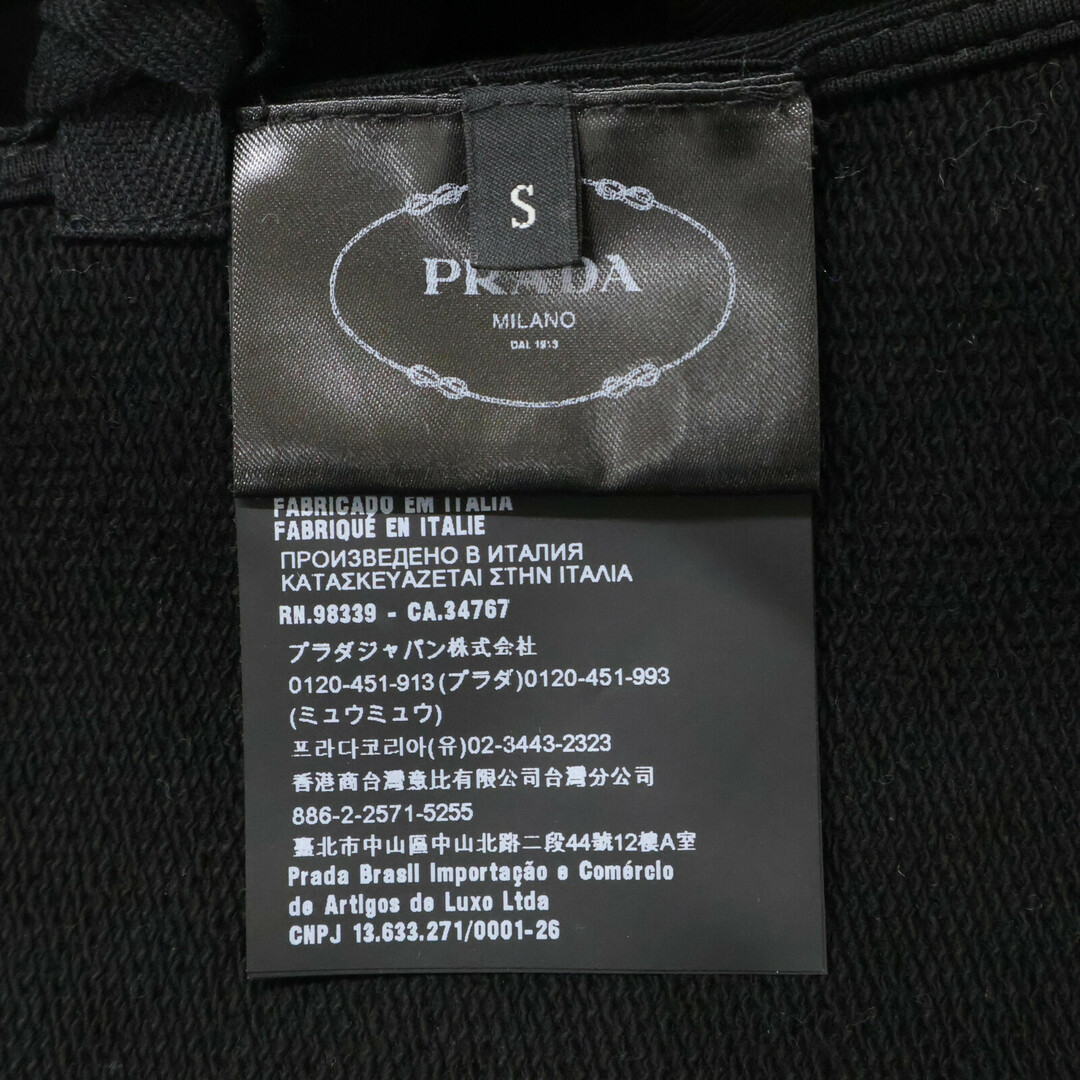 S
PRADA
MILANO
DAL 1913
FABRICADO EM ITALIA
FABRIQUÉ EN ITALIE
ПРОИЗВЕДЕНО В ИТАЛИЯ
ΚΑΤΑΣΚΕΥΑΖΕΤΑΙ ΣΤΗΝ ΙΤΑΛΙΑ
RN.98339 - CA.34767
プラダジャパン株式会社
0120-451-913(プラダ)0120-451-993
(ミュウミュウ)
프라다코리아(유)02-3443-2323
香港商台灣意比有限公司台灣分公司
886-2-2571-5255
臺北市中山區中山北路二段44號12樓A室
Prada Brasil Importação e Comércio
de Artigos de Luxo Ltda
CNPJ 13.633.271/0001-26